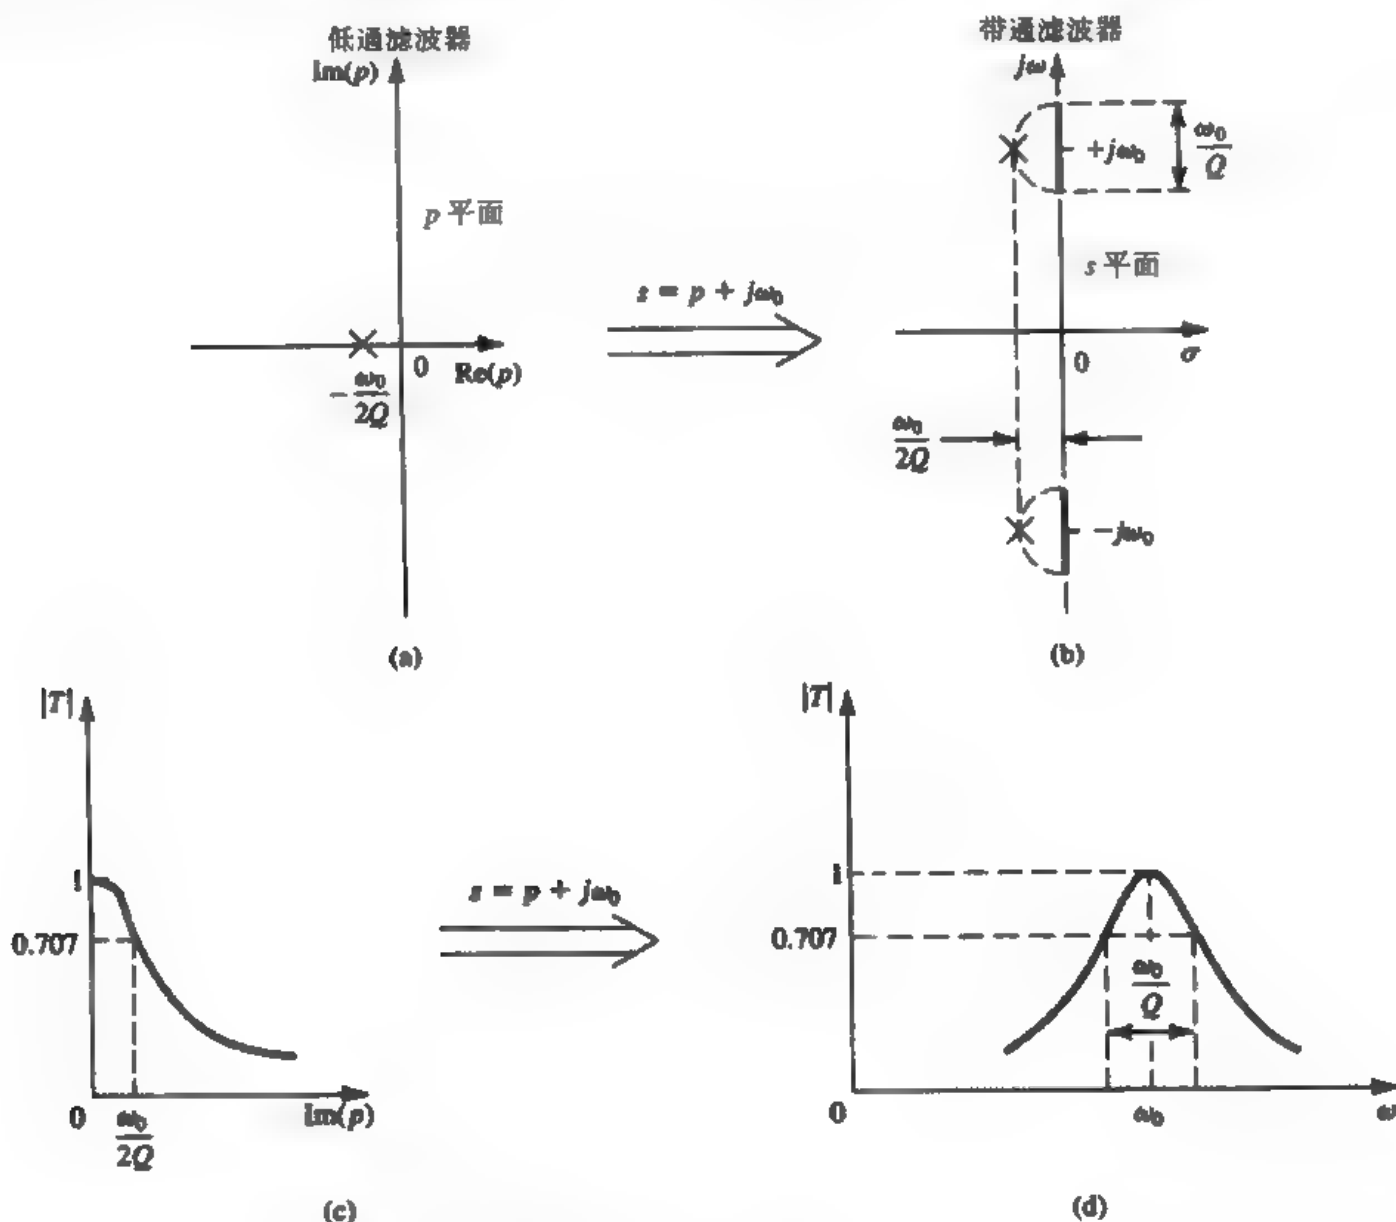 低通滤波器
Im(p)
p 平面
0
Re(p)
-ω₀/2Q
(a)
s = p + jω₀
带通滤波器
jω
+jω₀
ω₀/Q
s 平面
0
σ
ω₀/2Q
-jω₀
(b)
|T|
1
0.707
0
ω₀/2Q
Im(p)
(c)
s = p + jω₀
|T|
1
0.707
ω₀/Q
0
ω₀
ω
(d)